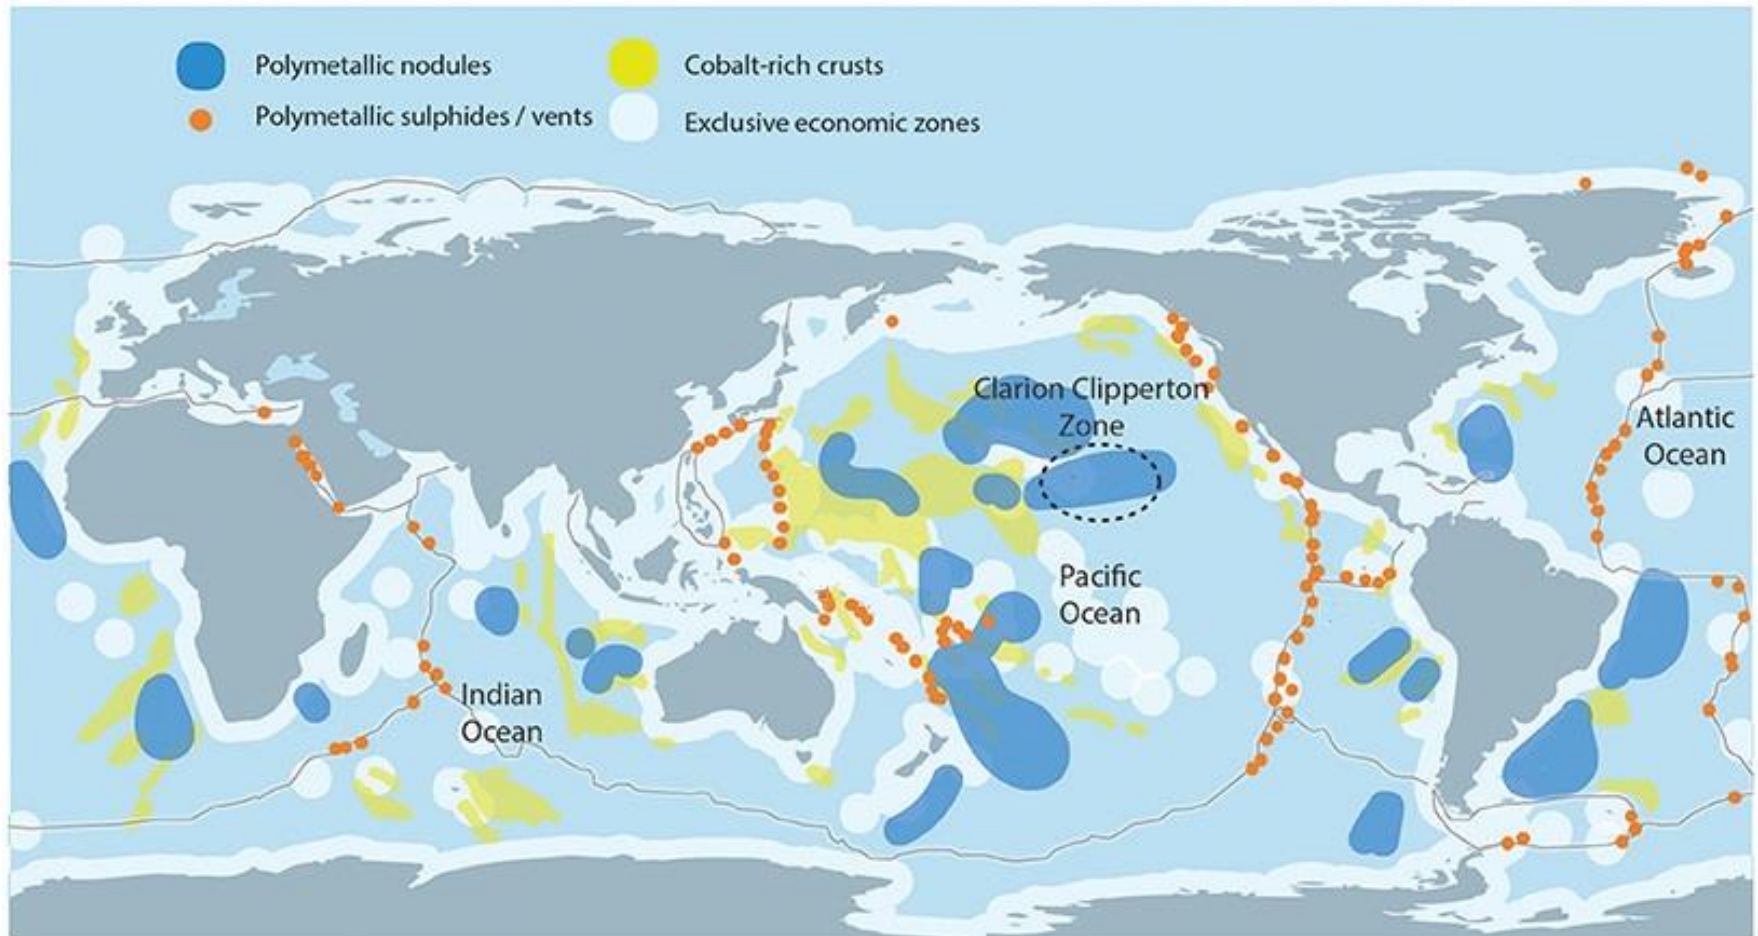 Polymetallic nodules
Cobalt-rich crusts
Polymetallic sulphides / vents
Exclusive economic zones
Clarion Clipperton
Zone
Atlantic
Ocean
Pacific
Ocean
Indian
Ocean